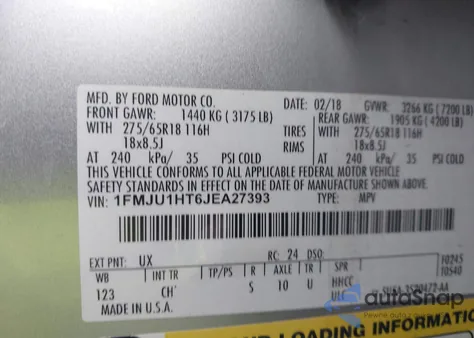 MFD. BY FORD MOTOR CO.
DATE: 02/18 GVWR: 3266 KG (7200 LB)
FRONT GAWR: 1440 KG (3175 LB) REAR GAWR: 1905 KG (4200 LB)
WITH 275/65R18 116H TIRES WITH 275/65R18 116H
18x8.5J RIMS 18x8.5J
AT 240 kPa/ 35 PSI COLD AT 240 kPa/ 35 PSI COLD
THIS VEHICLE CONFORMS TO ALL APPLICABLE FEDERAL MOTOR VEHICLE
SAFETY STANDARDS IN EFFECT ON THE DATE OF MANUFACTURE SHOWN ABOVE.
VIN: 1FMJU1HT6JEA27393 TYPE: MPV
EXT PNT: UX RC: 24 DSO: F0245
F0540
WB INT TR TP/PS R AXLE TR SPR
123 CH S 10 U HHCC
MADE IN U.S.A.
autoSnap
LOADING INFORMATION